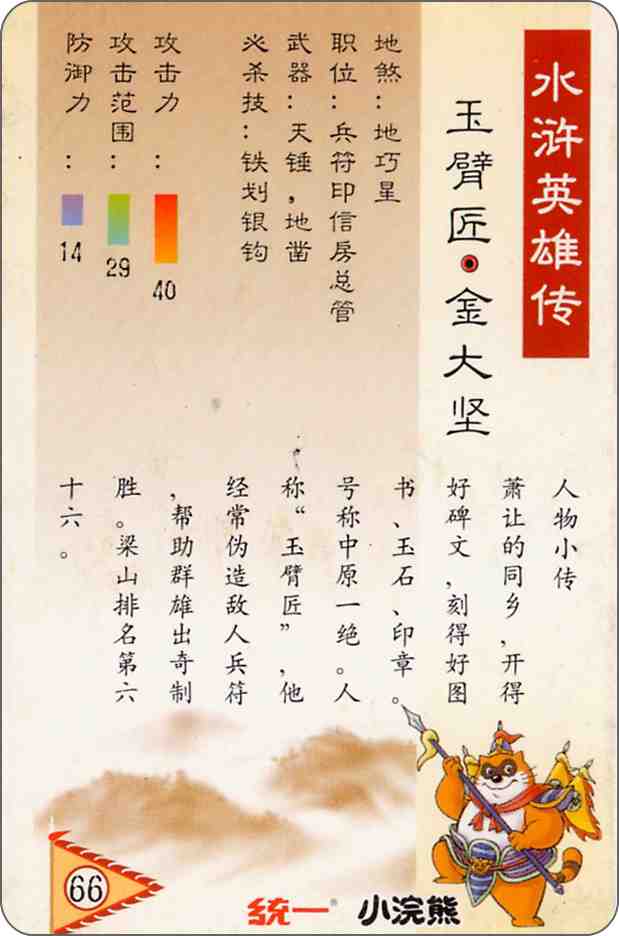 水浒英雄传
玉臂匠·金大坚
地煞：地巧星
职位：兵符印信房总管
武器：天锤，地凿
必杀技：铁划银钩
攻击力：
40
攻击范围：
29
防御力：
14
人物小传
萧让的同乡，开得
好碑文，刻得好图
书、玉石、印章。
号称中原一绝。人
称“玉臂匠”，他
经常伪造敌人兵符
，帮助群雄出奇制
胜。梁山排名第六
十六。
66
统一® 小浣熊